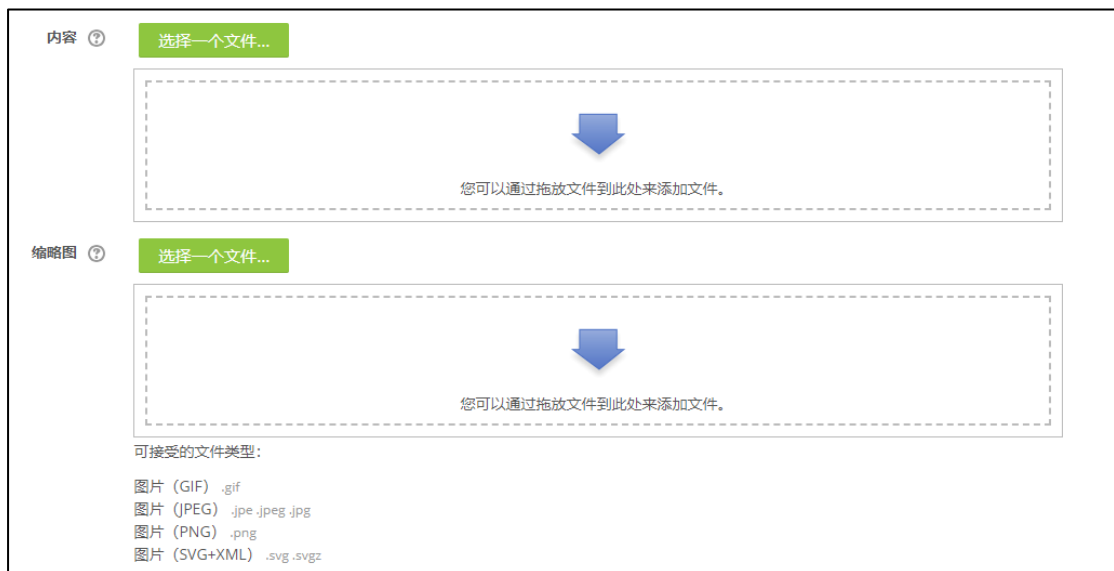 内容 ?
选择一个文件...
您可以通过拖放文件到此处来添加文件。
缩略图 ?
选择一个文件...
您可以通过拖放文件到此处来添加文件。
可接受的文件类型：
图片（GIF） .gif
图片（JPEG） .jpe .jpeg .jpg
图片（PNG） .png
图片（SVG+XML） .svg .svgz